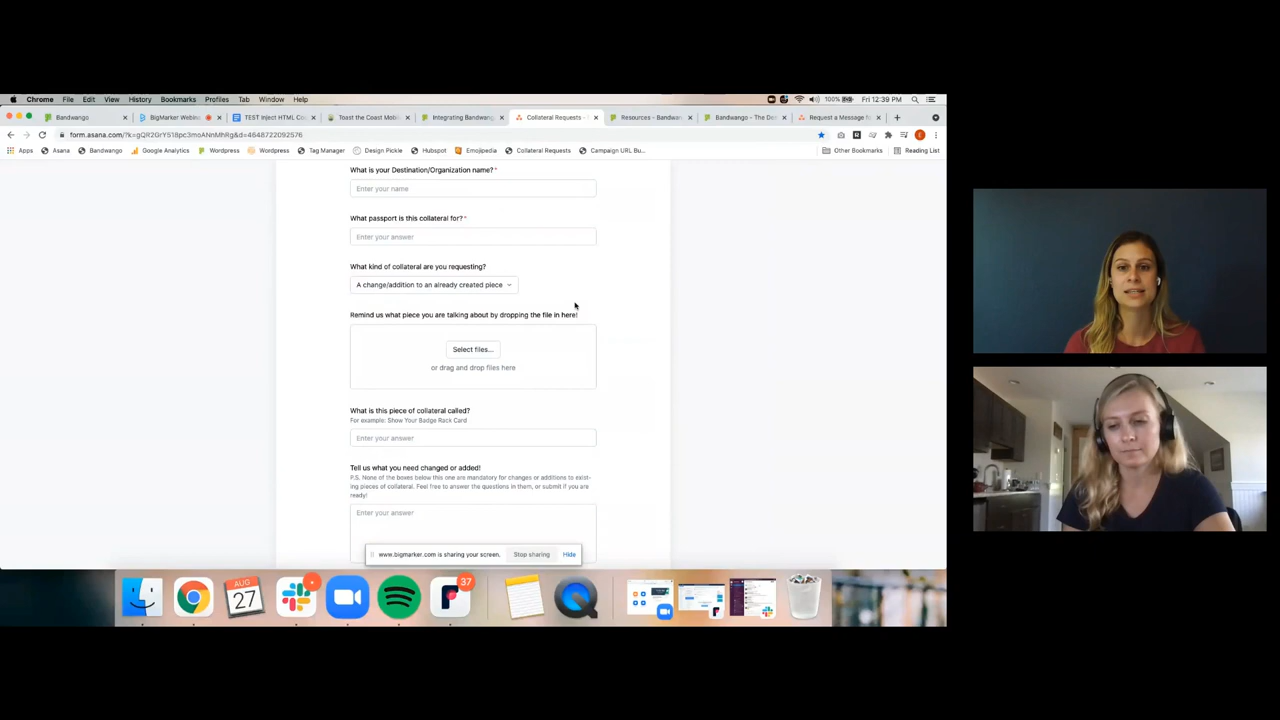 Chrome File Edit View History Bookmarks Profiles Tab Window Help
100% Fri 12:39 PM
Bandwango
BigMarker Webin
TEST Inject HTML Co
Toast the Coast Mobil
Integrating Bandwang
Collateral Requests -
Resources - Bandwan
Bandwango - The Des
Request a Message fo
Apps Asana Bandwango Google Analytics Wordpress Wordpress Tag Manager Design Pickle Hubspot Emojipedia Collateral Requests Campaign URL Bu... Other Bookmarks Reading List
What is your Destination/Organization name? *
Enter your name
What passport is this collateral for? *
Enter your answer
What kind of collateral are you requesting?
A change/addition to an already created piece
Remind us what piece you are talking about by dropping the file in here!
Select files...
or drag and drop files here
What is this piece of collateral called?
For example: Show Your Badge Rack Card
Enter your answer
Tell us what you need changed or added!
P.S. None of the boxes below this one are mandatory for changes or additions to exist-
ing pieces of collateral. Feel free to answer the questions in them, or submit if you are
ready!
Enter your answer
www.bigmarker.com is sharing your screen. Stop sharing Hide
AUG
27
37